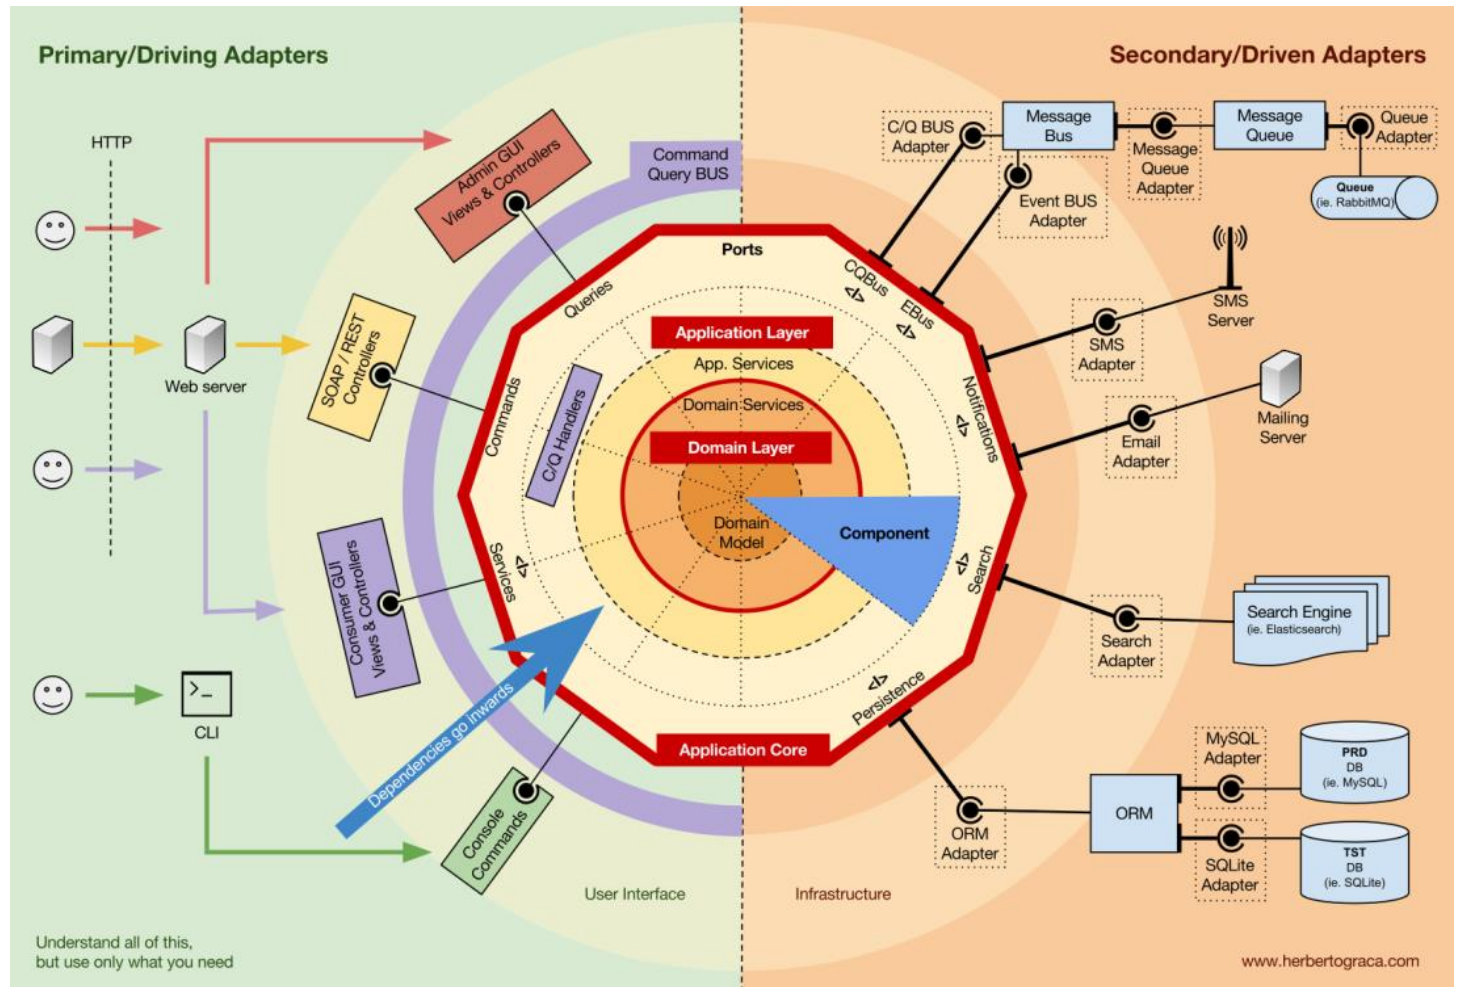 Primary/Driving Adapters
Secondary/Driven Adapters
HTTP
Admin GUI
Views & Controllers
Command
Query BUS
C/Q BUS
Adapter
Message
Bus
Message
Queue
Adapter
Message
Queue
Queue
Adapter
Queue
(ie. RabbitMQ)
Event BUS
Adapter
Ports
CQBus
</>
EBus
</>
Queries
SMS
Server
SMS
Adapter
SOAP / REST
Controllers
Web server
Application Layer
App. Services
Commands
C/Q Handlers
Domain Services
Domain Layer
Notifications
</>
Email
Adapter
Mailing
Server
Domain
Model
Component
Consumer GUI
Views & Controllers
Services
</>
</>
Search
Search
Adapter
Search Engine
(ie. Elasticsearch)
>_
CLI
Dependencies go inwards
</>
Persistence
Application Core
Console
Commands
ORM
Adapter
ORM
MySQL
Adapter
PRD
DB
(ie. MySQL)
SQLite
Adapter
TST
DB
(ie. SQLite)
User Interface
Infrastructure
Understand all of this,
but use only what you need
www.herbertograca.com